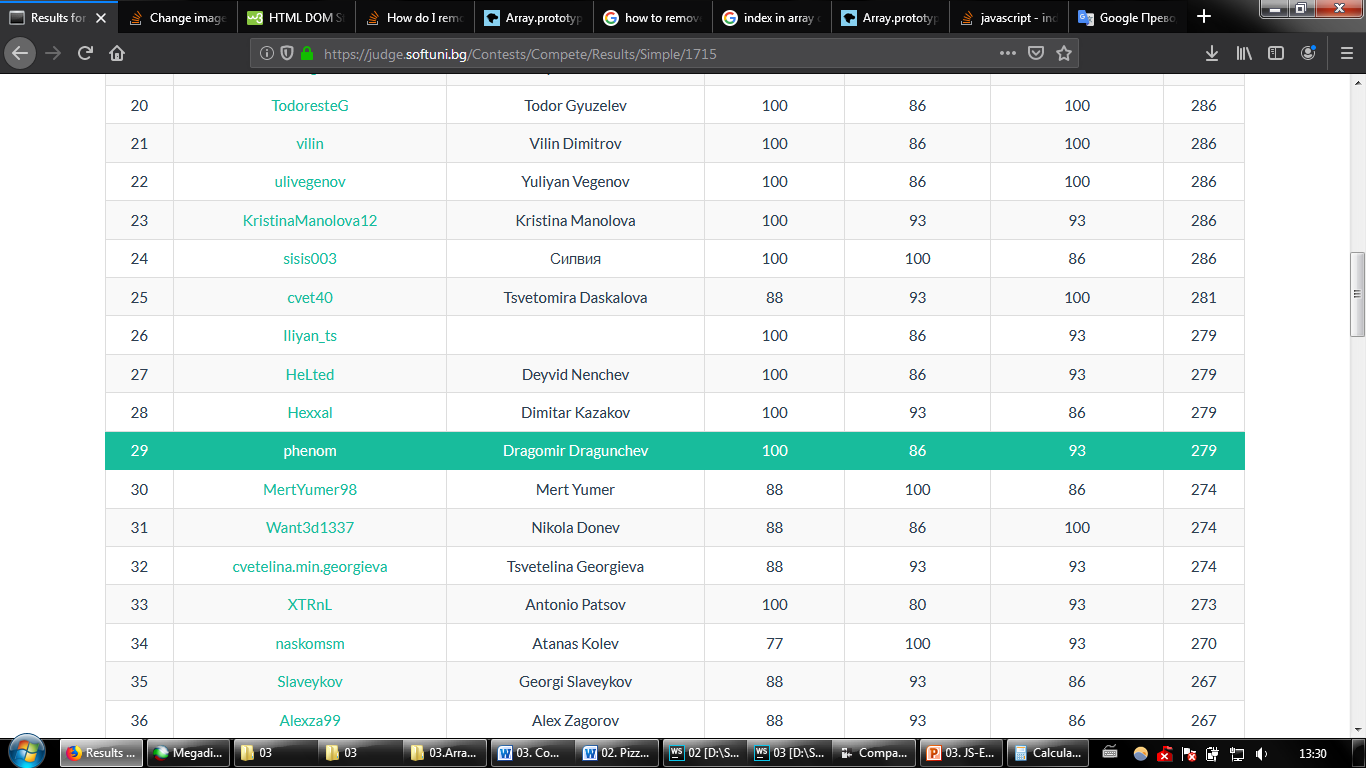 Results for
Change image
HTML DOM S
How do I remo
Array.prototyp
how to remove
index in array o
Array.prototyp
javascript - ind
Google Прево
https://judge.softuni.bg/Contests/Compete/Results/Simple/1715
20 TodoresteG Todor Gyuzelev 100 86 100 286
21 vilin Vilin Dimitrov 100 86 100 286
22 ulivegenov Yuliyan Vegenov 100 86 100 286
23 KristinaManolova12 Kristina Manolova 100 93 93 286
24 sisis003 Силвия 100 100 86 286
25 cvet40 Tsvetomira Daskalova 88 93 100 281
26 Iliyan_ts 100 86 93 279
27 HeLted Deyvid Nenchev 100 86 93 279
28 Hexxal Dimitar Kazakov 100 93 86 279
29 phenom Dragomir Dragunchev 100 86 93 279
30 MertYumer98 Mert Yumer 88 100 86 274
31 Want3d1337 Nikola Donev 88 86 100 274
32 cvetelina.min.georgieva Tsvetelina Georgieva 88 93 93 274
33 XTRnL Antonio Patsov 100 80 93 273
34 naskomsm Atanas Kolev 77 100 93 270
35 Slaveykov Georgi Slaveykov 88 93 86 267
36 Alexza99 Alex Zagorov 88 93 86 267
Results ...
Megadi...
03
03
03.Arra...
03. Co...
02. Pizz...
02 [D:\S...
03 [D:\S...
Compa...
03. JS-E...
Calcula...
13:30